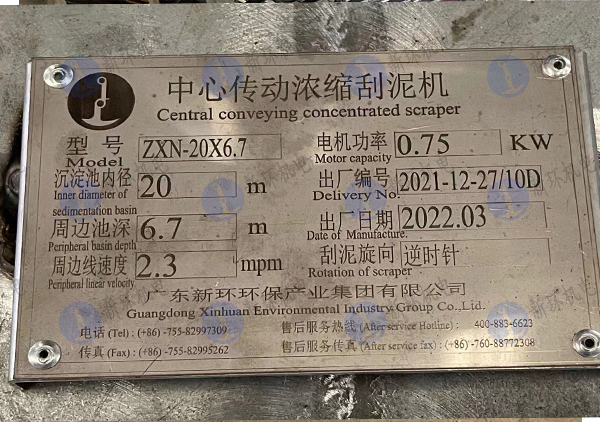 中心传动浓缩刮泥机
Central conveying concentrated scraper
型号 ZXN-20X6.7 电机功率 0.75 KW
Model Motor capacity
沉淀池内径 20 m 出厂编号 2021-12-27/10D
Inner diameter of sedimentation basin Delivery No.
周边池深 6.7 m 出厂日期 2022.03
Peripheral basin depth Date of Manufacture
周边线速度 2.3 mpm 刮泥旋向 逆时针
Peripheral linear velocity Rotation of scraper
广东新环环保产业集团有限公司
Guangdong Xinhuan Environmental Industry Group Co.,Ltd.
电话 (Tel) : (+86) -755-82997309 售后服务热线 (After service Hotline) : 400-883-6623
传真 (Fax) : (+86) -755-82995262 售后服务传真 (After service fax) : (+86) -760-88772308